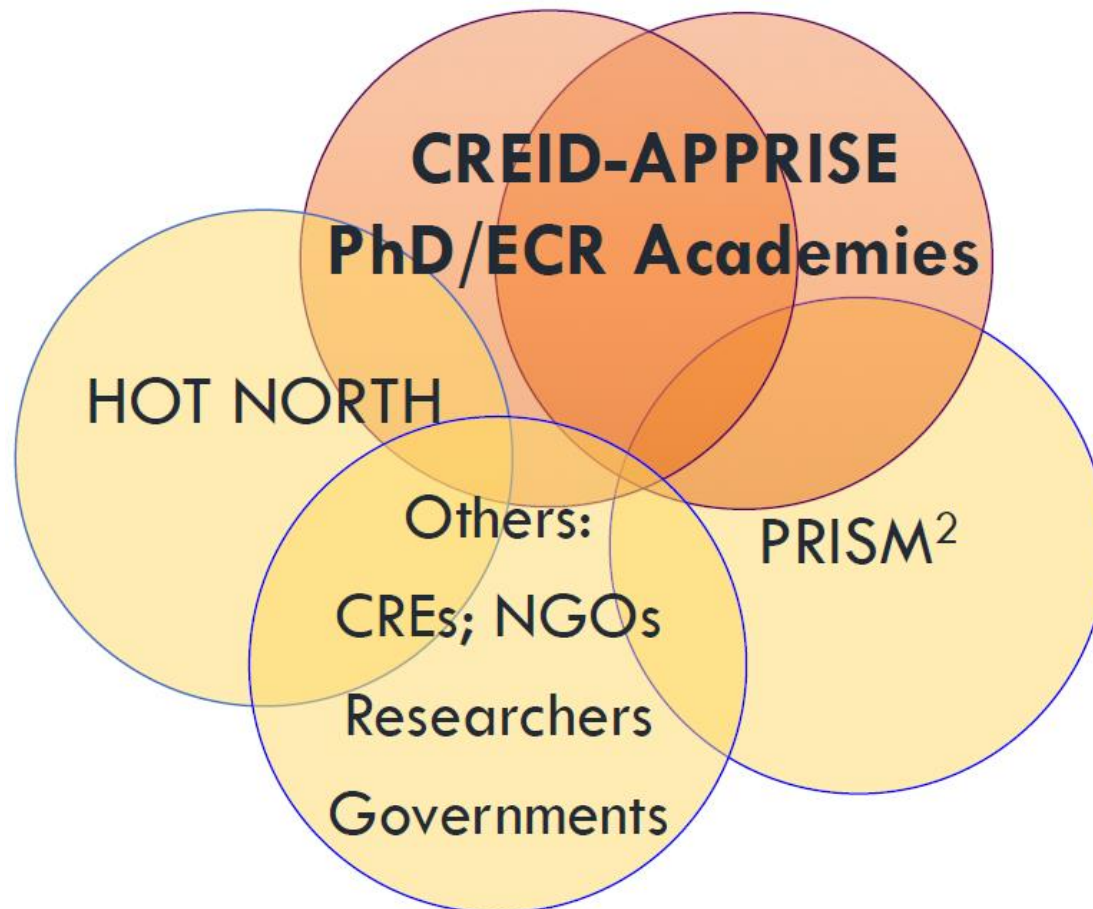 CREID-APPRISE
PhD/ECR Academies
HOT NORTH
Others:
CREs; NGOs
Researchers
Governments
PRISM²